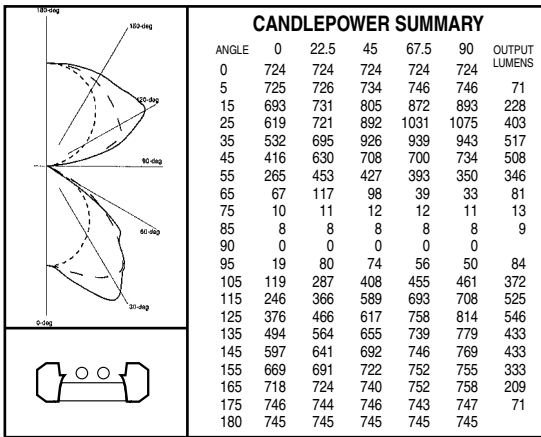 180-deg
150-deg
120-deg
90-deg
60-deg
30-deg
0-deg
CANDLEPOWER SUMMARY
ANGLE 0 22.5 45 67.5 90 OUTPUT LUMENS
0 724 724 724 724 724
5 725 726 734 746 746 71
15 693 731 805 872 893 228
25 619 721 892 1031 1075 403
35 532 695 926 939 943 517
45 416 630 708 700 734 508
55 265 453 427 393 350 346
65 67 117 98 39 33 81
75 10 11 12 12 11 13
85 8 8 8 8 8 9
90 0 0 0 0 0
95 19 80 74 56 50 84
105 119 287 408 455 461 372
115 246 366 589 693 708 525
125 376 466 617 758 814 546
135 494 564 655 739 779 433
145 597 641 692 746 769 433
155 669 691 722 752 755 333
165 718 724 740 752 758 209
175 746 744 746 743 747 71
180 745 745 745 745 745